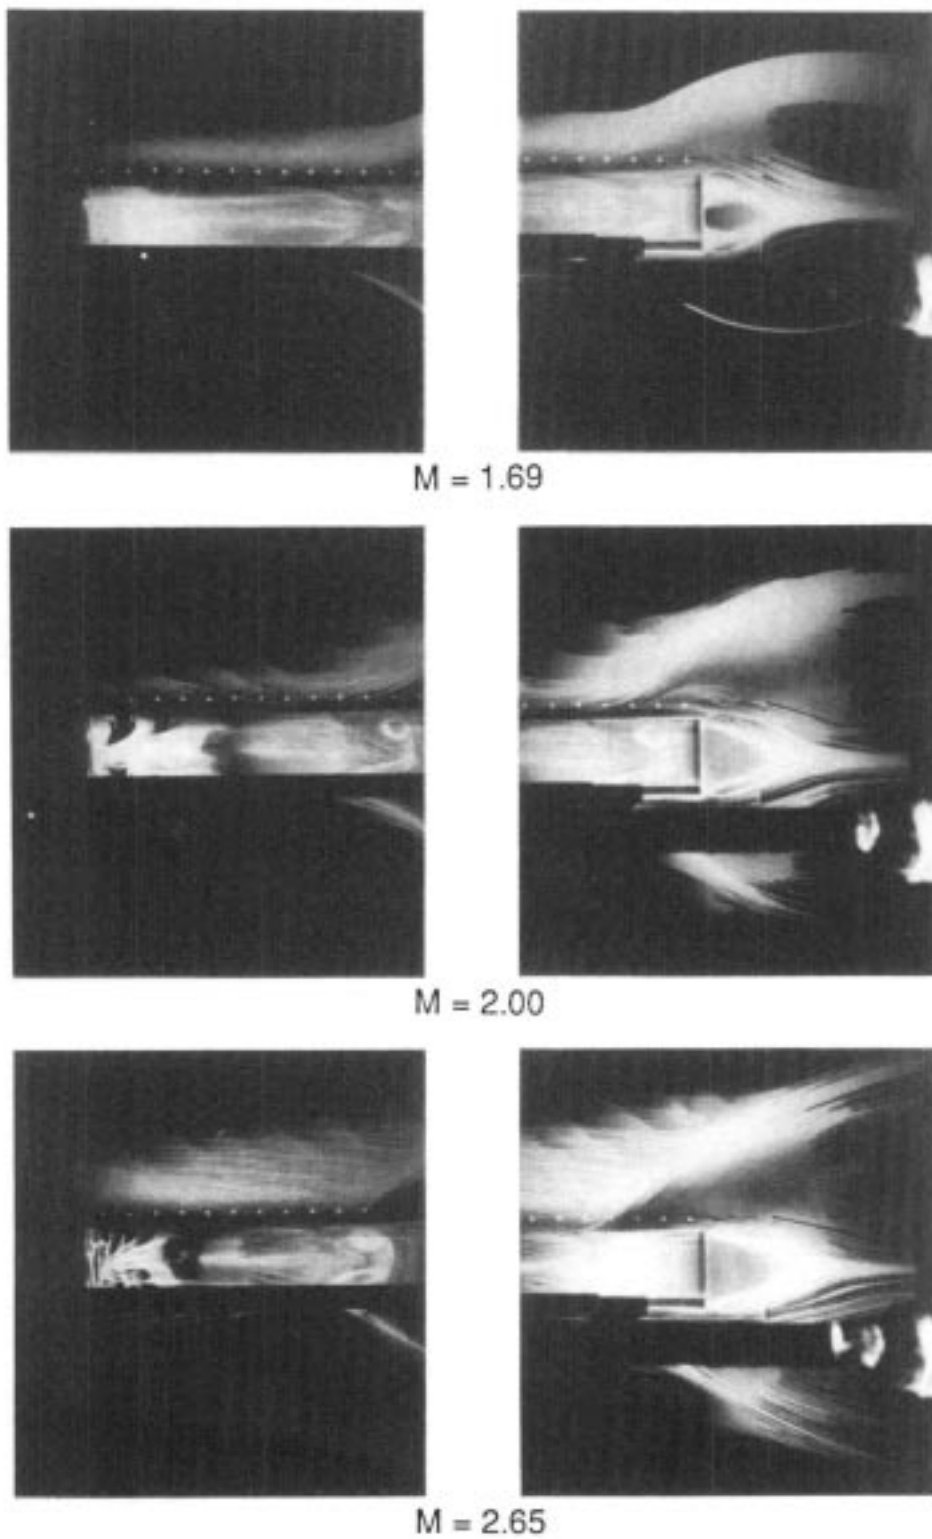 M = 1.69
M = 2.00
M = 2.65